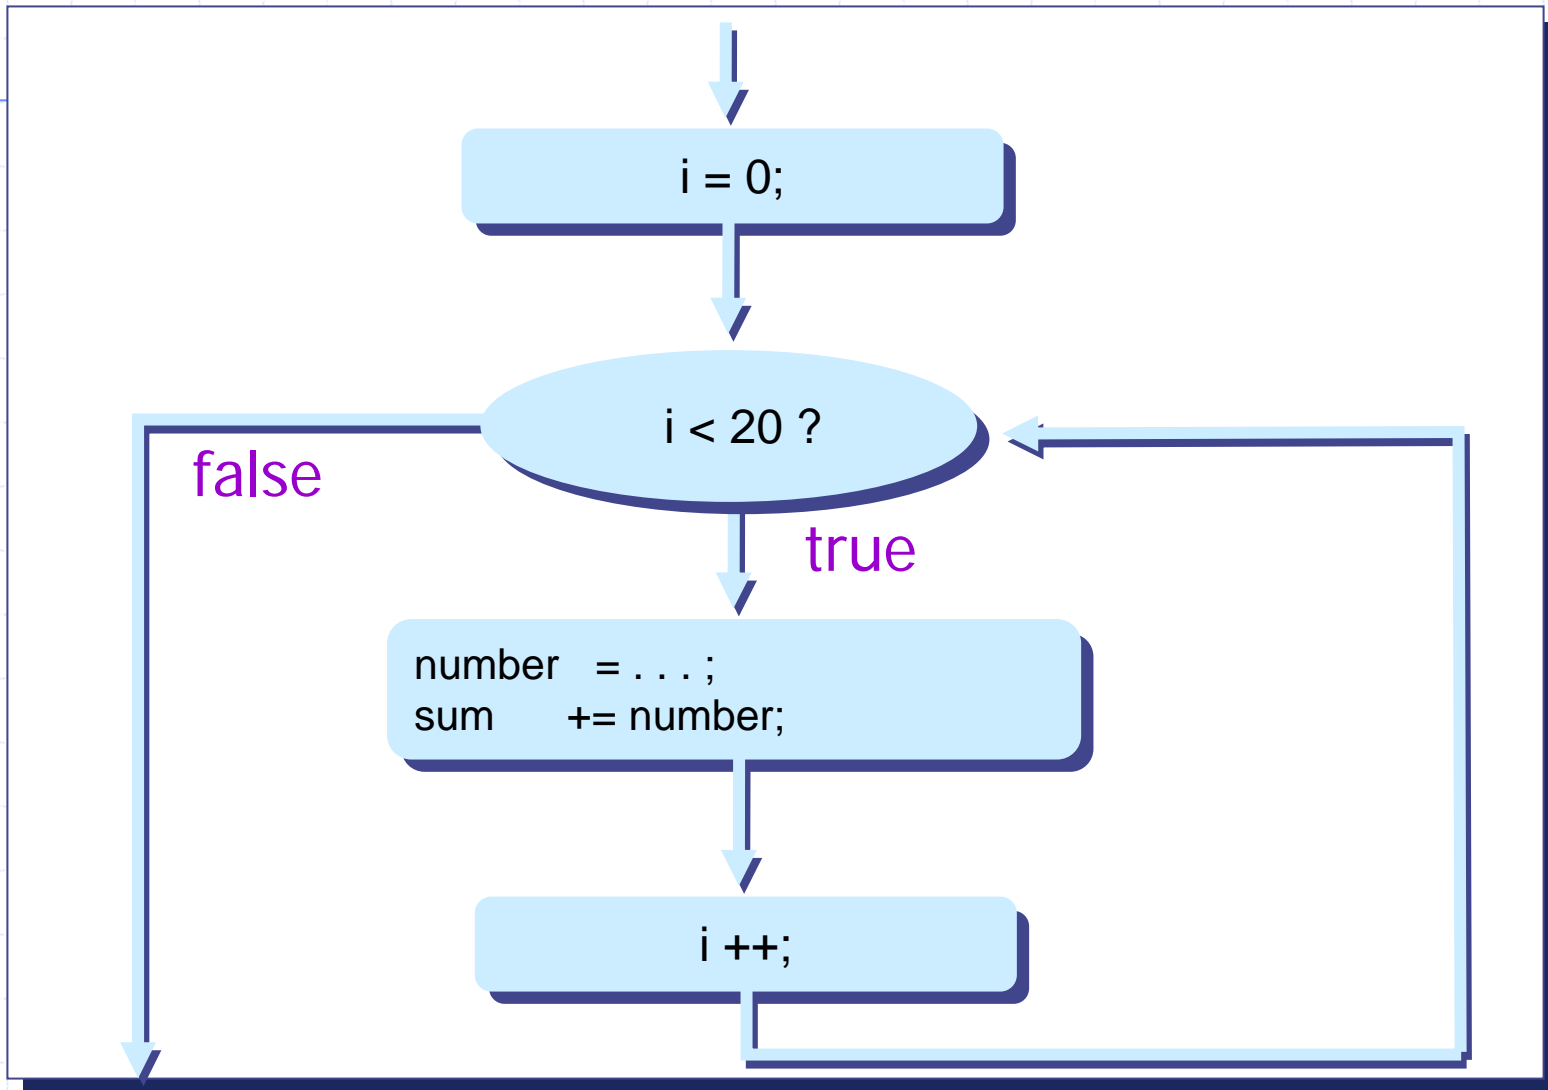 i = 0;
i < 20 ?
false
true
number = . . . ;
sum += number;
i ++;